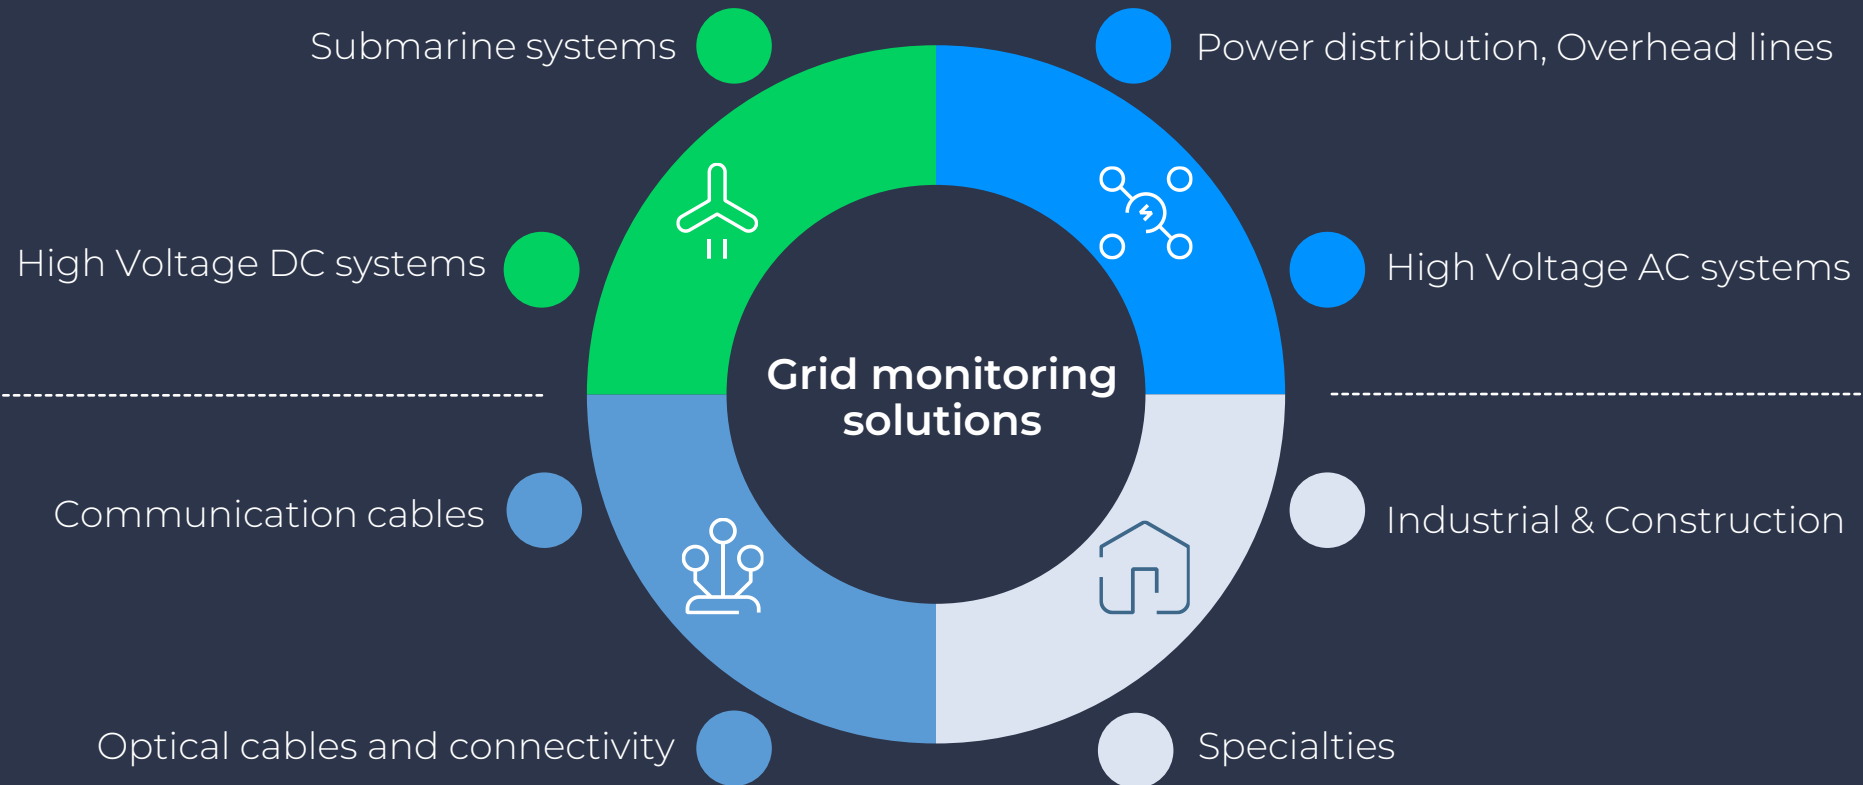 Submarine systems
Power distribution, Overhead lines
High Voltage DC systems
High Voltage AC systems
Grid monitoring
solutions
Communication cables
Industrial & Construction
Optical cables and connectivity
Specialties